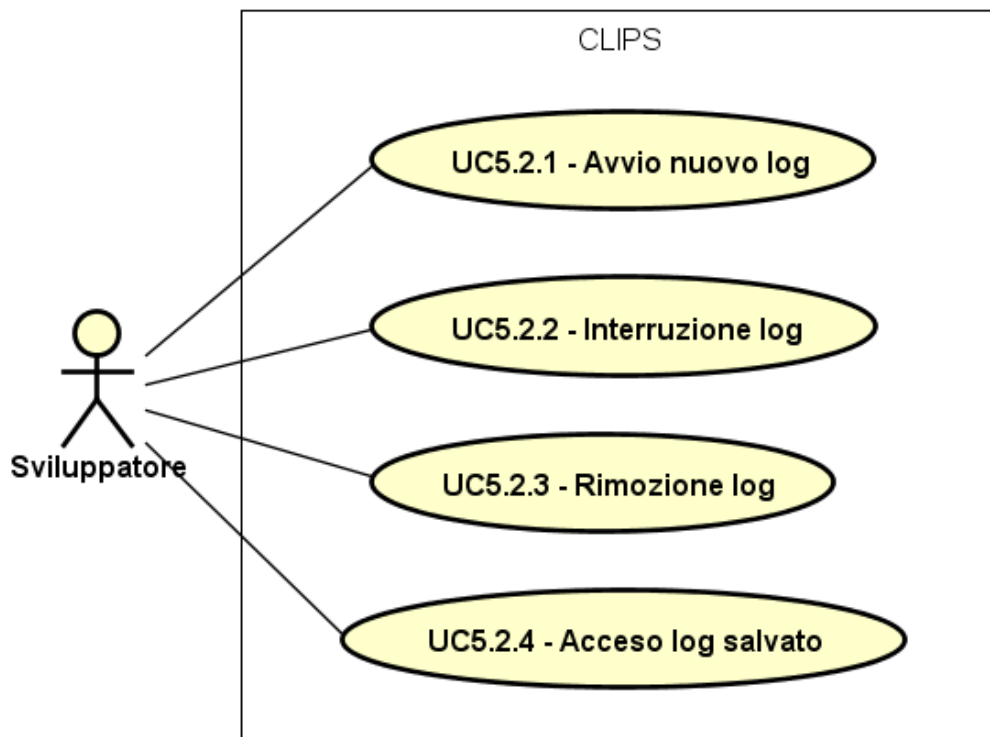 CLIPS
UC5.2.1 - Avvio nuovo log
UC5.2.2 - Interruzione log
Sviluppatore
UC5.2.3 - Rimozione log
UC5.2.4 - Acceso log salvato